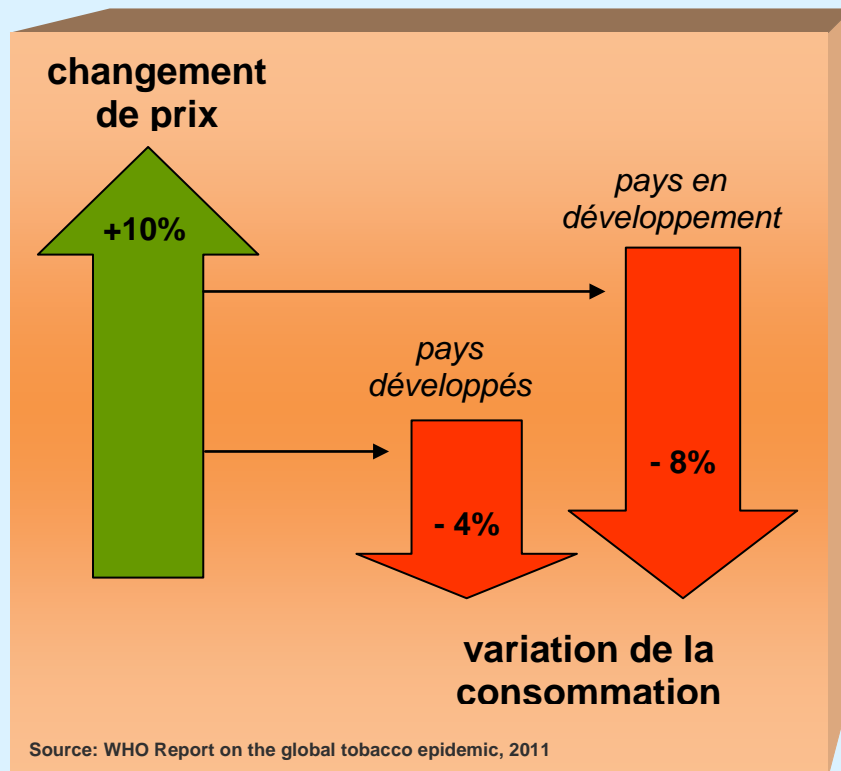 changement
de prix
+10%
pays en
développement
pays
développés
- 8%
- 4%
variation de la
consommation
Source: WHO Report on the global tobacco epidemic, 2011